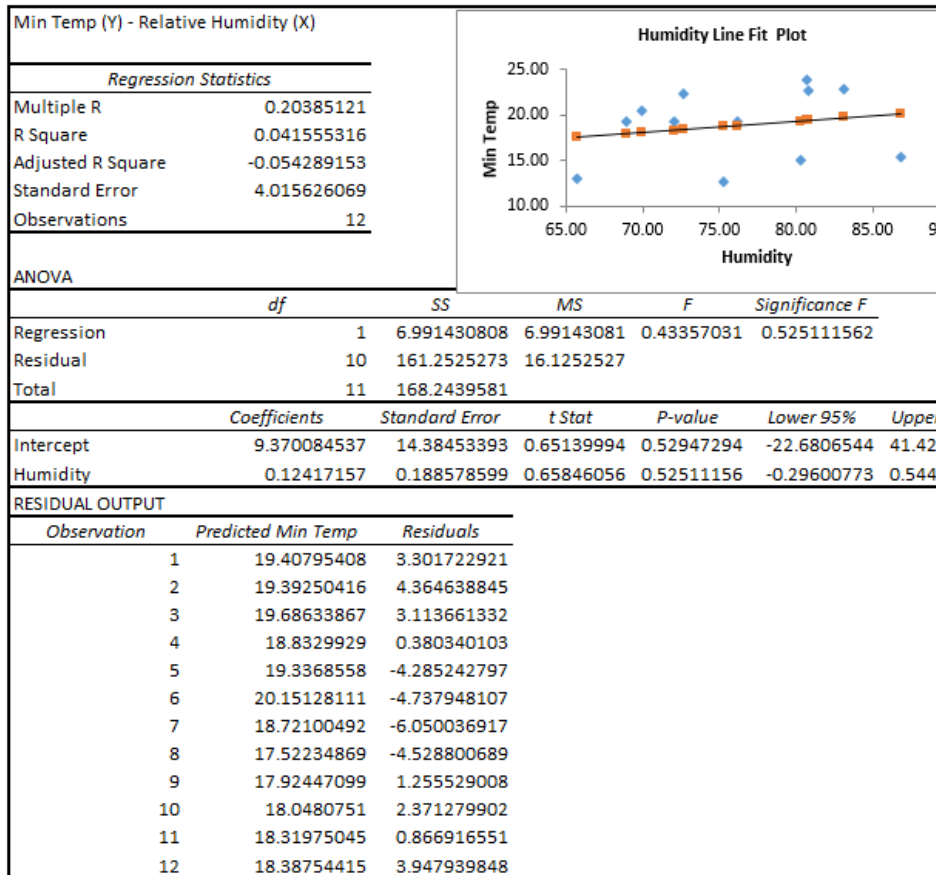 Min Temp (Y) - Relative Humidity (X)
Regression Statistics
Multiple R 0.20385121
R Square 0.041555316
Adjusted R Square -0.054289153
Standard Error 4.015626069
Observations 12
Humidity Line Fit Plot
25.00
20.00
15.00
10.00
Min Temp
65.00 70.00 75.00 80.00 85.00 9
Humidity
ANOVA
df SS MS F Significance F
Regression 1 6.991430808 6.99143081 0.43357031 0.525111562
Residual 10 161.2525273 16.1252527
Total 11 168.2439581
Coefficients Standard Error t Stat P-value Lower 95% Upper
Intercept 9.370084537 14.38453393 0.65139994 0.52947294 -22.6806544 41.42
Humidity 0.12417157 0.188578599 0.65846056 0.52511156 -0.29600773 0.544
RESIDUAL OUTPUT
Observation Predicted Min Temp Residuals
1 19.40795408 3.301722921
2 19.39250416 4.364638845
3 19.68633867 3.113661332
4 18.8329929 0.380340103
5 19.3368558 -4.285242797
6 20.15128111 -4.737948107
7 18.72100492 -6.050036917
8 17.52234869 -4.528800689
9 17.92447099 1.255529008
10 18.0480751 2.371279902
11 18.31975045 0.866916551
12 18.38754415 3.947939848